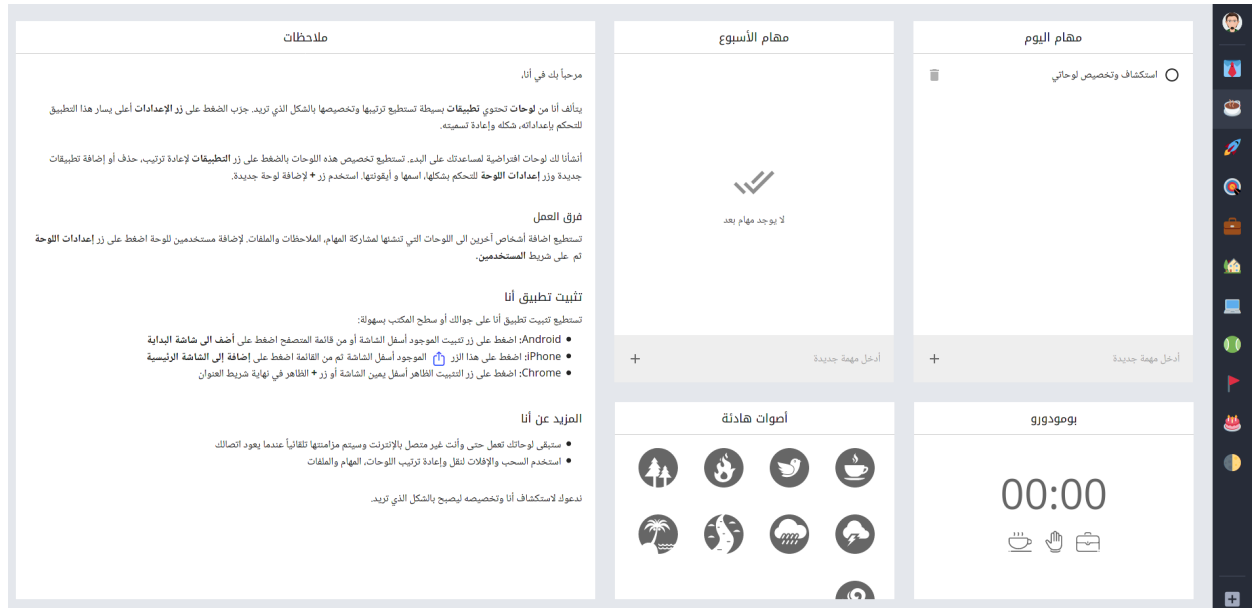 مهام اليوم
استكشاف وتخصيص لوحاتي
أدخل مهمة جديدة
+
مهام الأسبوع
لا يوجد مهام بعد
أدخل مهمة جديدة
+
ملاحظات
مرحباً بك في أنا,
يتألف أنا من لوحات تحتوي تطبيقات بسيطة تستطيع ترتيبها وتخصيصها بالشكل الذي تريد. جرّب الضغط على زر الإعدادات أعلى يسار هذا التطبيق
للتحكم بإعداداته, شكله وإعادة تسميته.
أنشأنا لك لوحات افتراضية لمساعدتك على البدء. تستطيع تخصيص هذه اللوحات بالضغط على زر التطبيقات لإعادة ترتيب, حذف أو إضافة تطبيقات
جديدة وزر إعدادات اللوحة للتحكم بشكلها, اسمها و أيقونتها. استخدم زر + لإضافة لوحة جديدة.
فرق العمل
تستطيع اضافة أشخاص آخرين الى اللوحات التي تنشئها لمشاركة المهام, الملاحظات والملفات. لإضافة مستخدمين للوحة اضغط على زر إعدادات اللوحة
ثم على شريط المستخدمين.
تثبيت تطبيق أنا
تستطيع تثبيت تطبيق أنا على جوالك أو سطح المكتب بسهولة:
Android: اضغط على زر تثبيت الموجود أسفل الشاشة أو من قائمة المتصفح اضغط على أضف الى شاشة البداية
iPhone: اضغط على هذا الزر الموجود أسفل الشاشة ثم من القائمة اضغط على إضافة إلى الشاشة الرئيسية
Chrome: اضغط على زر التثبيت الظاهر أسفل يمين الشاشة أو زر + الظاهر في نهاية شريط العنوان
المزيد عن أنا
ستبقى لوحاتك تعمل حتى وأنت غير متصل بالإنترنت وسيتم مزامنتها تلقائياً عندما يعود اتصالك
استخدم السحب والإفلات لنقل وإعادة ترتيب اللوحات, المهام والملفات
ندعوك لاستكشاف أنا وتخصيصه ليصبح بالشكل الذي تريد.
بومودورو
00:00
أصوات هادئة